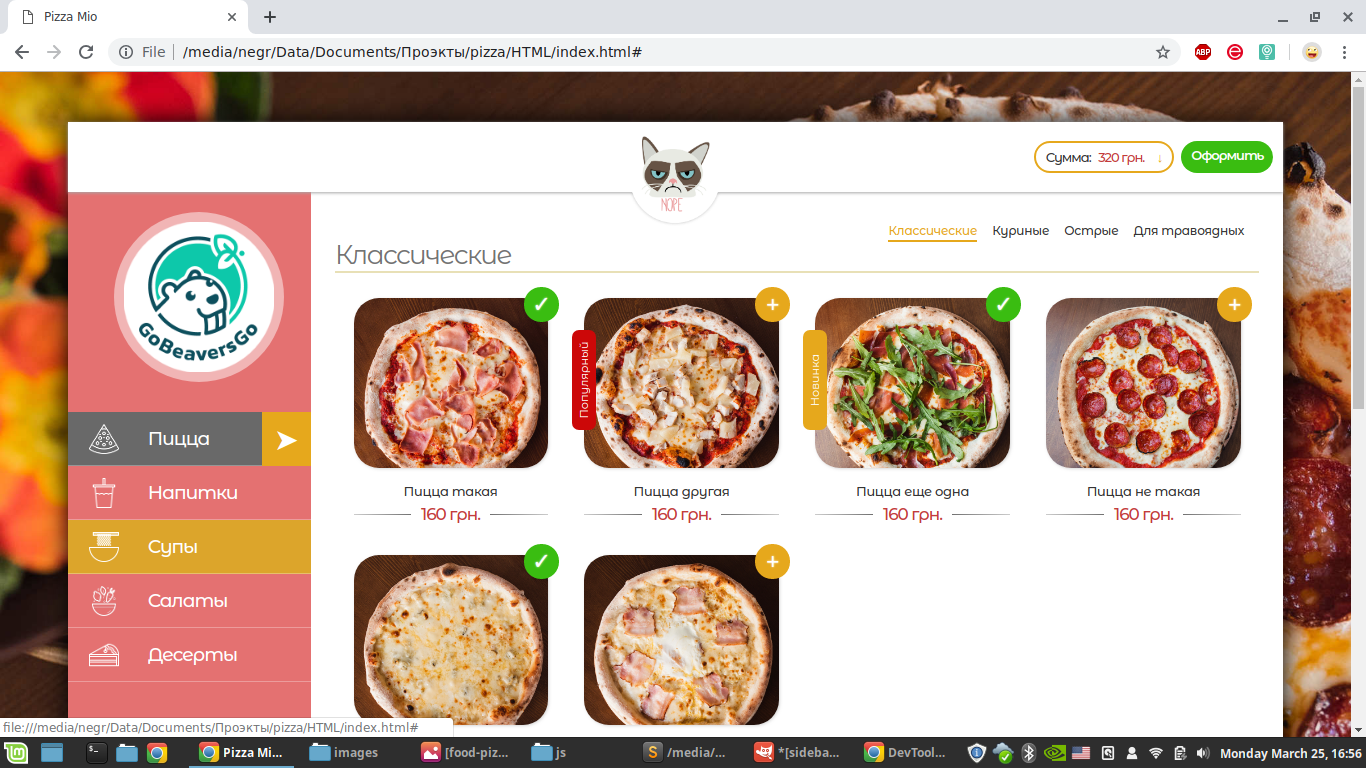 Pizza Mio
File
/media/negr/Data/Documents/Проэкты/pizza/HTML/index.html#
ABP
NOPE
Сумма: 320 грн. ↓
Оформить
GoBeaversGo
Классические Куриные Острые Для травоядных
Классические
Пицца
Напитки
Супы
Салаты
Десерты
Популярный
Новинка
Пицца такая
Пицца другая
Пицца еще одна
Пицца не такая
160 грн.
160 грн.
160 грн.
160 грн.
file:///media/negr/Data/Documents/Проэкты/pizza/HTML/index.html#
Pizza Mi...
images
[food-piz...
js
/media/...
*[sideba...
DevTool...
Monday March 25, 16:56